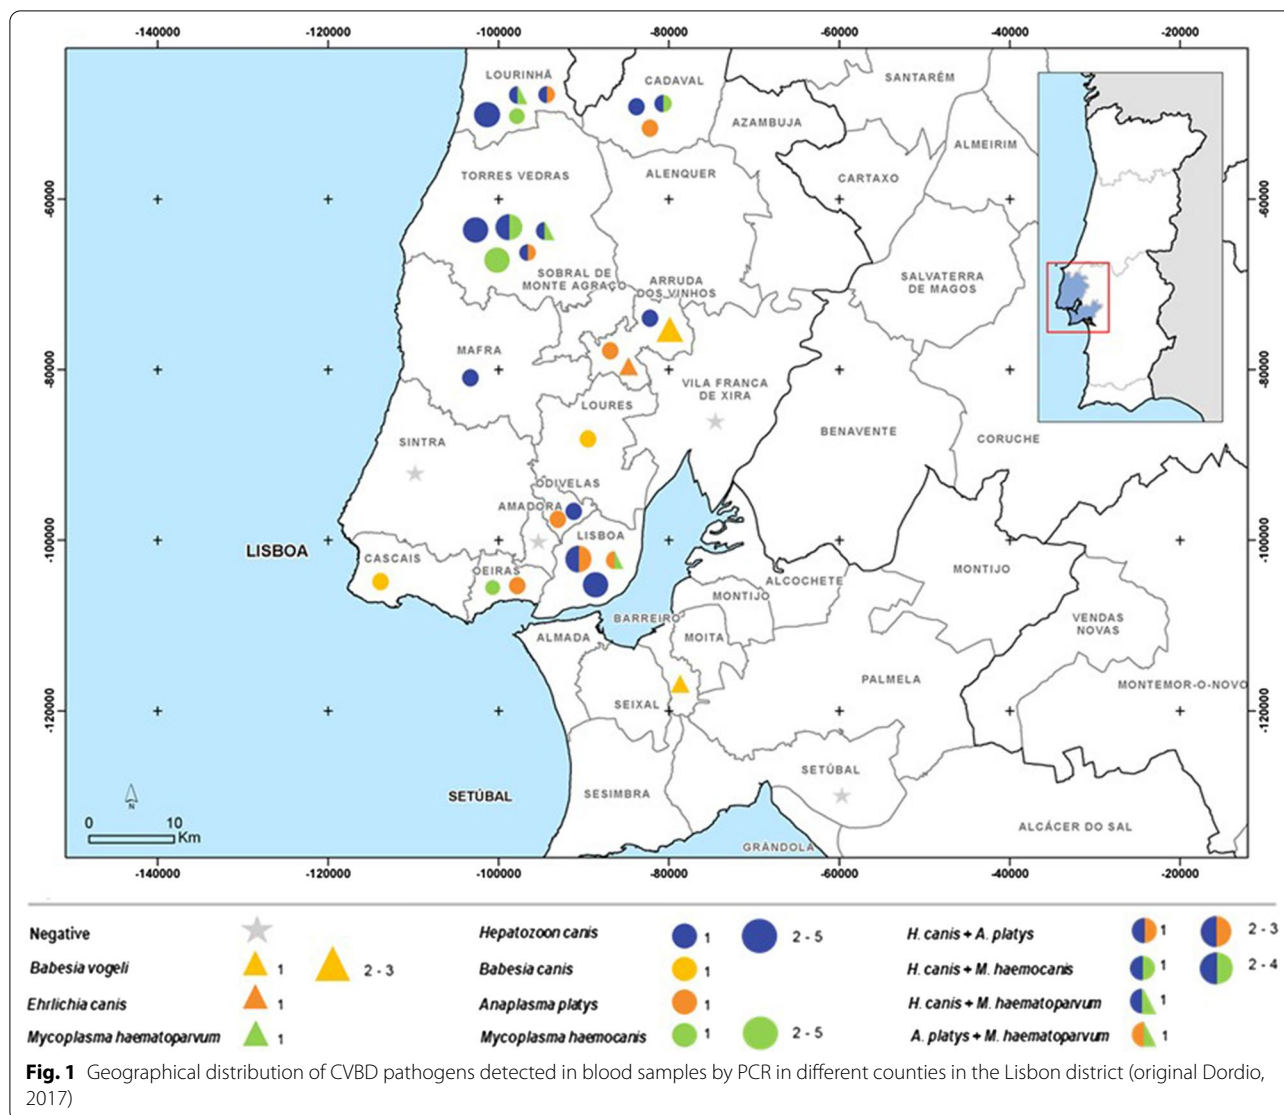 -140000 -120000 -100000 -80000 -60000 -40000 -20000
LOURINHÃ
CADAVAL
SANTARÉM
AZAMBUJA
ALMEIRIM
TORRES VEDRAS
ALENQUER
CARTAXO
-60000 -60000
SOBRAL DE
MONTE AGRAÇO
ARRUDA
DOS VINHOS
SALVATERRA
DE MAGOS
MAFRA
-80000 -80000
VILA FRANCA
DE XIRA
LOURES
BENAVENTE
CORUCHE
SINTRA
ODIVELAS
AMADORA
LISBOA
LISBOA
-100000 -100000
CASCAIS
OEIRAS
ALCOCHETE
MONTIJO
MONTIJO
BARREIRO
ALMADA
MOITA
VENDAS
NOVAS
PALMELA
MONTEMOR-O-NOVO
SEIXAL
-120000 -120000
SETÚBAL
SETÚBAL
SESIMBRA
N
0 10
Km
ALCÁCER DO SAL
GRÂNDOLA
-140000 -120000 -100000 -80000 -60000 -40000 -20000
Negative
Babesia vogeli 1 2 - 3
Ehrlichia canis 1
Mycoplasma haematoparvum 1
Hepatozoon canis 1 2 - 5
Babesia canis 1
Anaplasma platys 1
Mycoplasma haemocanis 1 2 - 5
H. canis + A. platys 1 2 - 3
H. canis + M. haemocanis 1 2 - 4
H. canis + M. haematoparvum 1
A. platys + M. haematoparvum 1
Fig. 1 Geographical distribution of CVBD pathogens detected in blood samples by PCR in different counties in the Lisbon district (original Dordio,
2017)